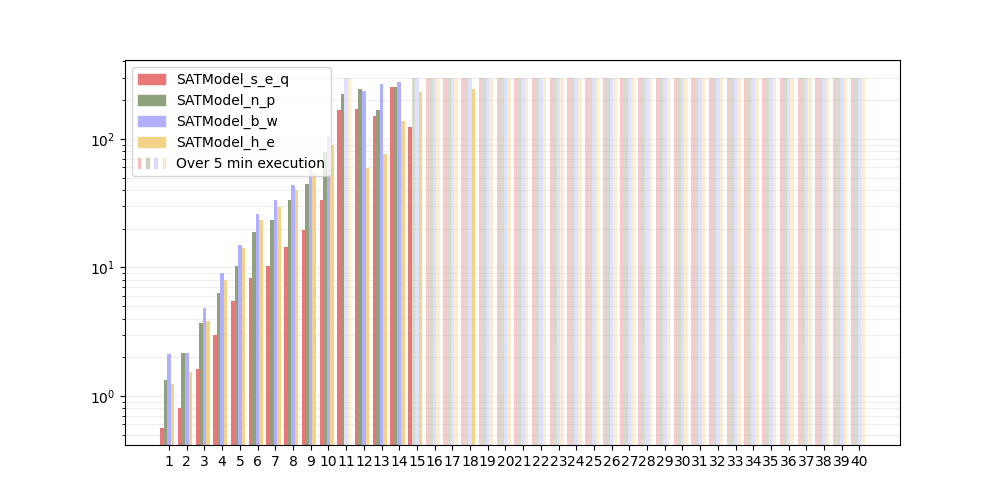 SATModel_s_e_q
SATModel_n_p
SATModel_b_w
SATModel_h_e
Over 5 min execution
10²
10¹
10⁰
1 2 3 4 5 6 7 8 9 10 11 12 13 14 15 16 17 18 19 20 21 22 23 24 25 26 27 28 29 30 31 32 33 34 35 36 37 38 39 40